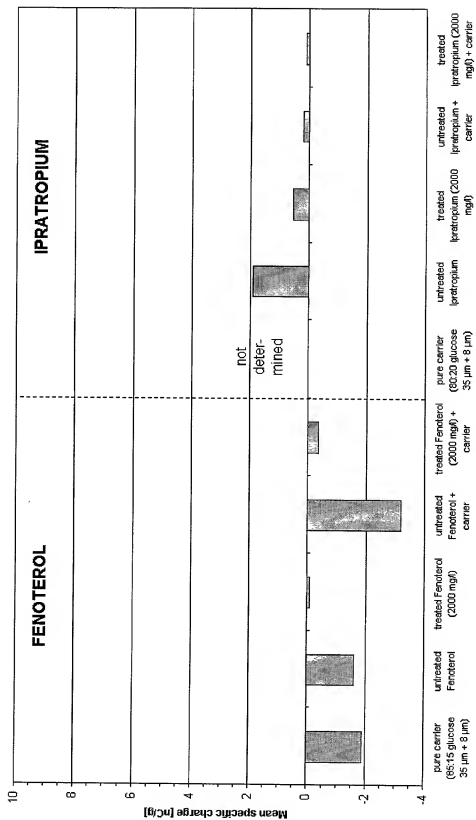 FENOTEROL
IPRATROPIUM
Mean specific charge [nC/g]
10
8
6
4
2
0
-2
-4
not
deter-
mined
pure carrier
(85:15 glucose
35 µm + 8 µm)
untreated
Fenoterol
treated Fenoterol
(2000 mg/l)
untreated
Fenoterol +
carrier
treated Fenoterol
(2000 mg/l) +
carrier
pure carrier
(80:20 glucose
35 µm + 8 µm)
untreated
Ipratropium
treated
Ipratropium (2000
mg/l)
untreated
Ipratropium +
carrier
treated
Ipratropium (2000
mg/l) + carrier